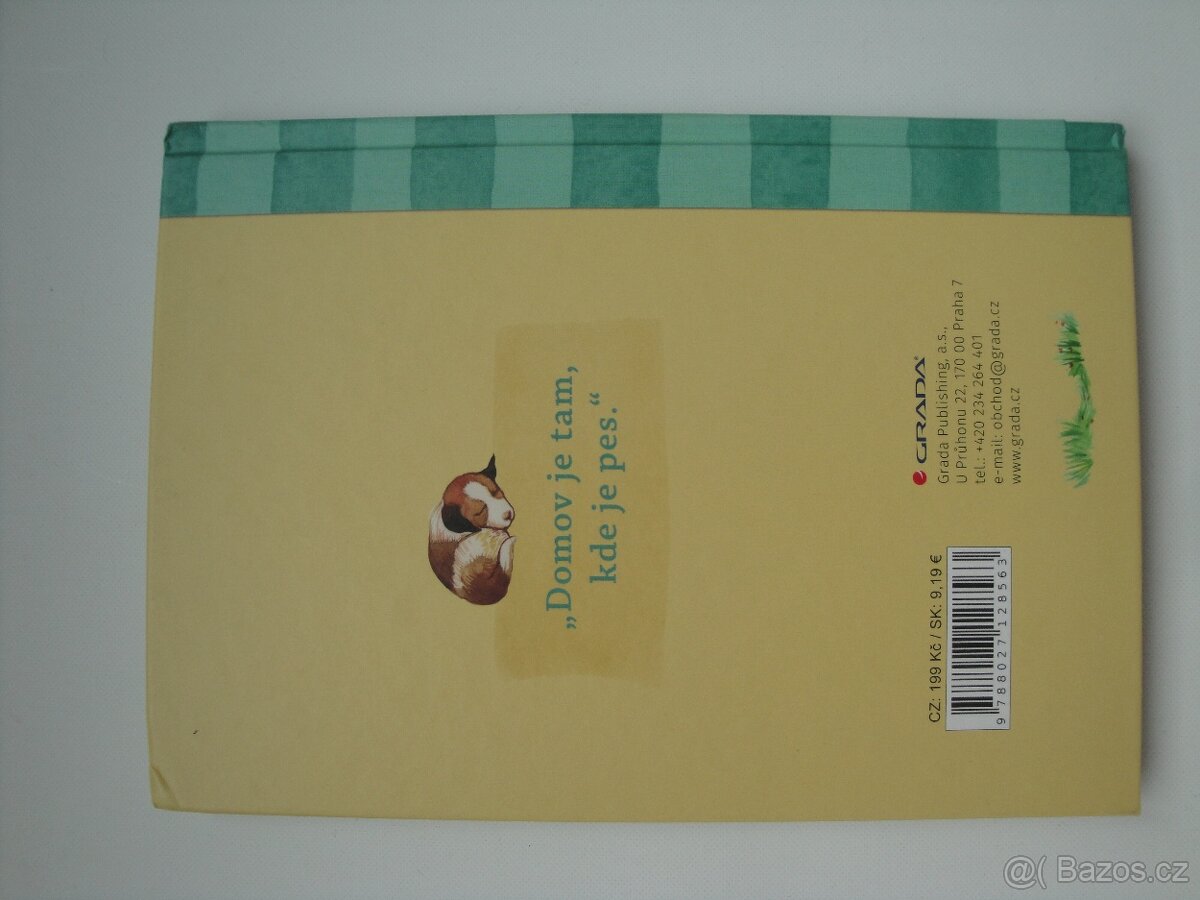 „Domov je tam,
kde je pes.“
GRADA
Grada Publishing, a.s.,
U Průhonu 22, 170 00 Praha 7
tel.: +420 234 264 401
e-mail: obchod@grada.cz
www.grada.cz
CZ: 199 Kč / SK: 9,19 €
9 788027 128563
@( Bazos.cz